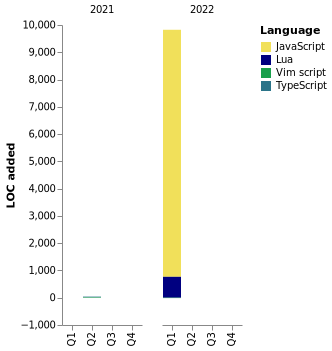 2021 2022
Language
JavaScript
Lua
Vim script
TypeScript
LOC added
10,000
9,000
8,000
7,000
6,000
5,000
4,000
3,000
2,000
1,000
0
−1,000
Q1 Q2 Q3 Q4 Q1 Q2 Q3 Q4